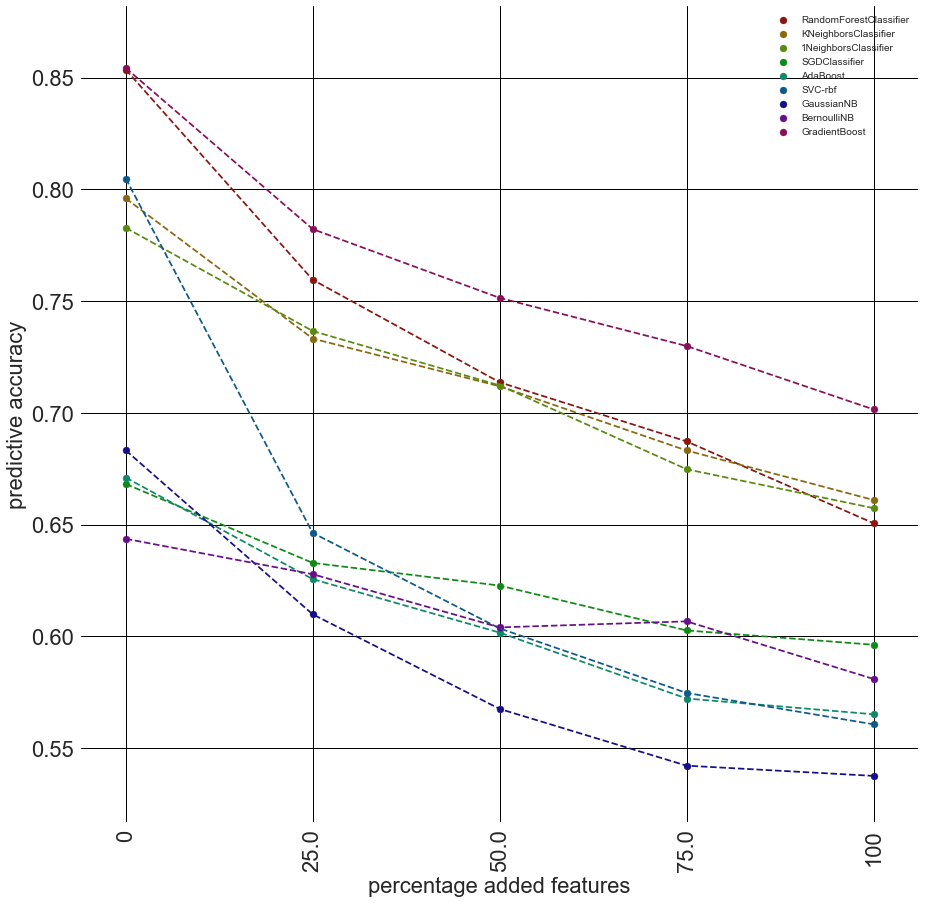 RandomForestClassifier
KNeighborsClassifier
1NeighborsClassifier
SGDClassifier
AdaBoost
SVC-rbf
GaussianNB
BernoulliNB
GradientBoost
0.85
0.80
0.75
0.70
0.65
0.60
0.55
predictive accuracy
0
25.0
50.0
75.0
100
percentage added features